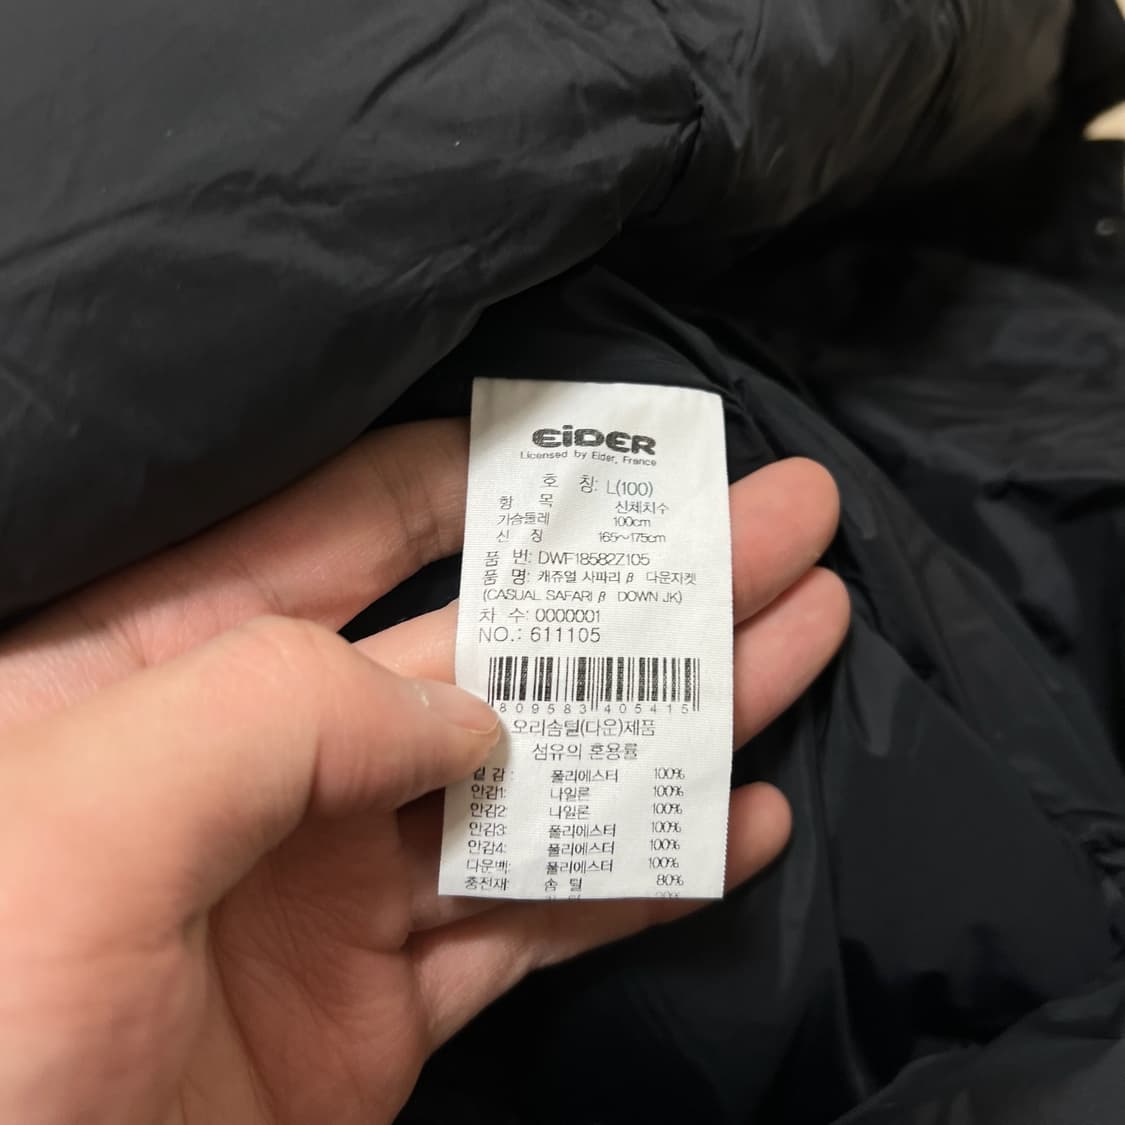 EiDER
Licensed by Eider, France
호 칭: L(100)
항 목 신체치수
가슴둘레 100cm
신 장 165~175cm
품 번: DWF18582Z105
품 명: 캐쥬얼 사파리 β 다운자켓
(CASUAL SAFARI β DOWN JK)
차 수: 0000001
NO.: 611105
809583 405415
오리솜털(다운)제품
섬유의 혼용률
겉감: 폴리에스터 100%
안감1: 나일론 100%
안감2: 나일론 100%
안감3: 폴리에스터 100%
안감4: 폴리에스터 100%
다운백: 폴리에스터 100%
충전재: 솜 털 80%